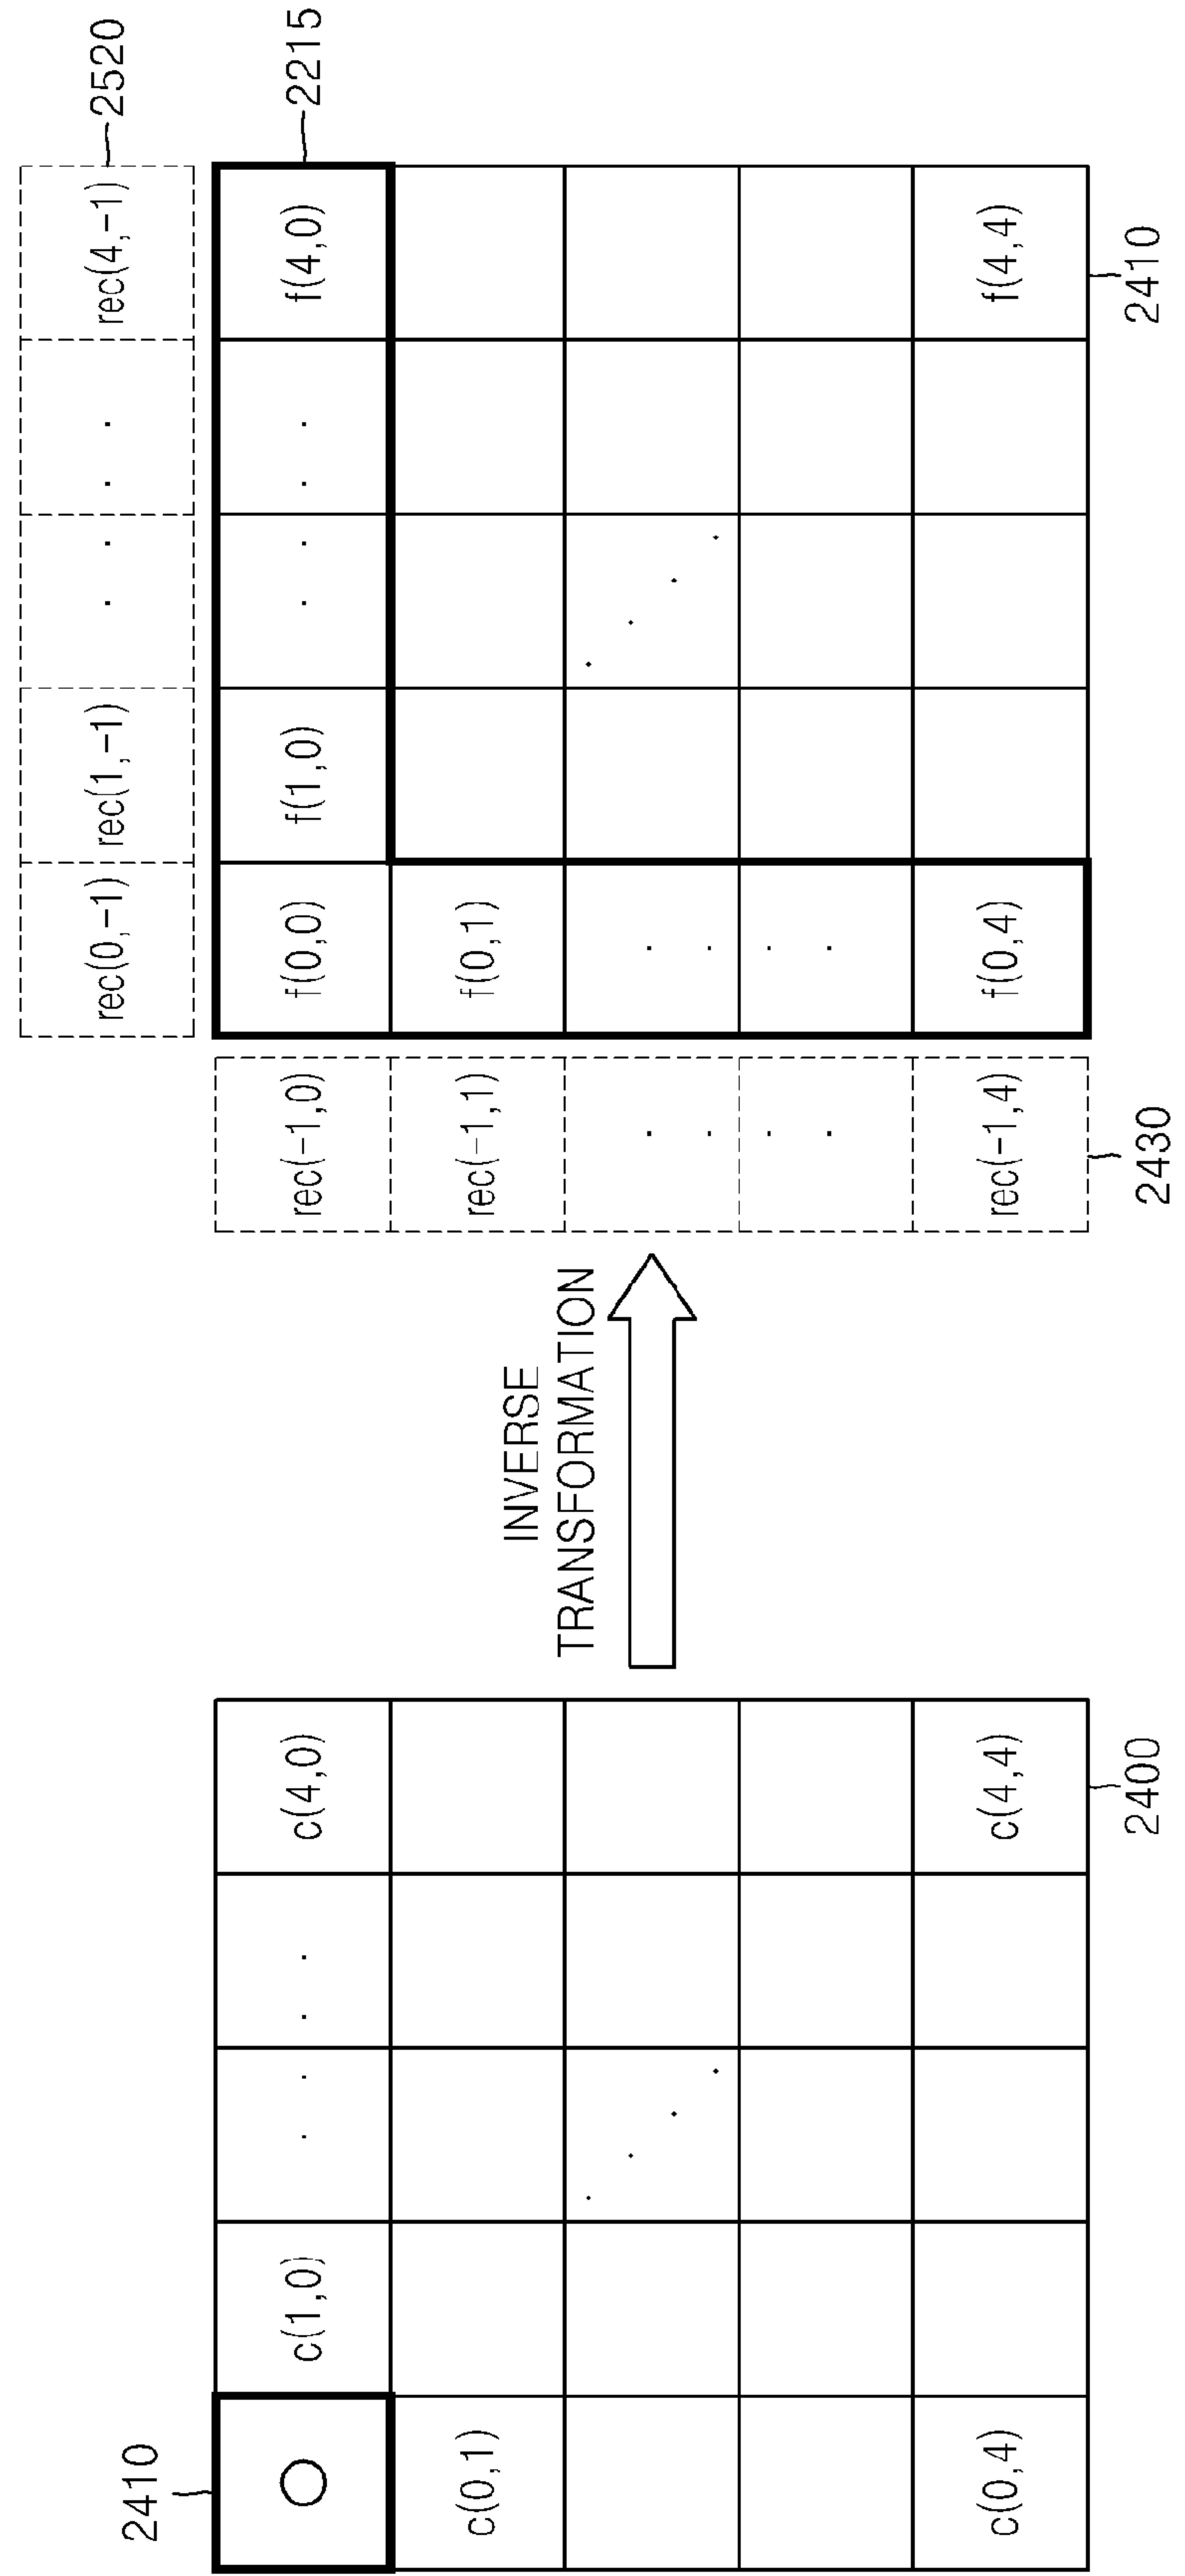 2410
0
c(1,0)
. . . .
c(4,0)
c(0,1)
. . . .
c(0,4)
c(4,4)
2400
INVERSE
TRANSFORMATION
rec(0,-1)
rec(1,-1)
. . . .
rec(4,-1)
2520
rec(-1,0)
f(0,0)
f(1,0)
. . . .
f(4,0)
2215
rec(-1,1)
f(0,1)
. . . .
. . . .
. . . .
rec(-1,4)
f(0,4)
f(4,4)
2430
2410